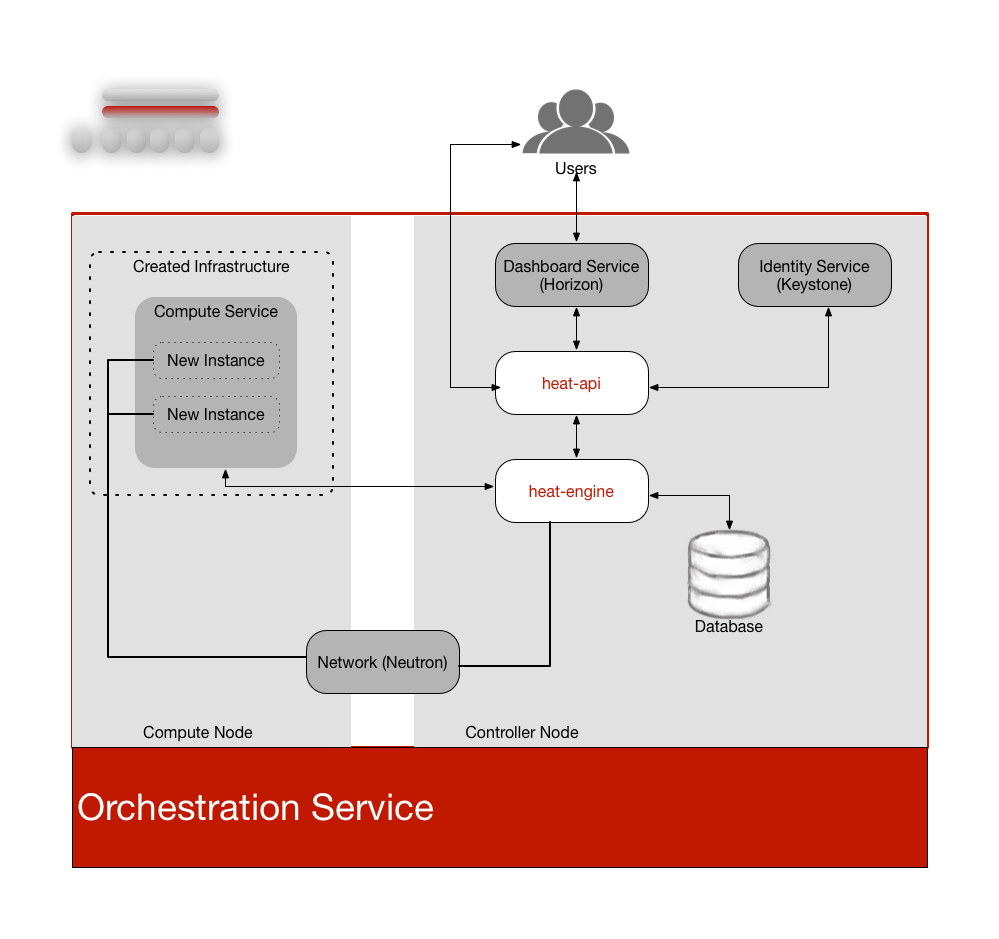 Users
Created Infrastructure
Compute Service
New Instance
New Instance
Dashboard Service
(Horizon)
Identity Service
(Keystone)
heat-api
heat-engine
Database
Network (Neutron)
Compute Node
Controller Node
Orchestration Service